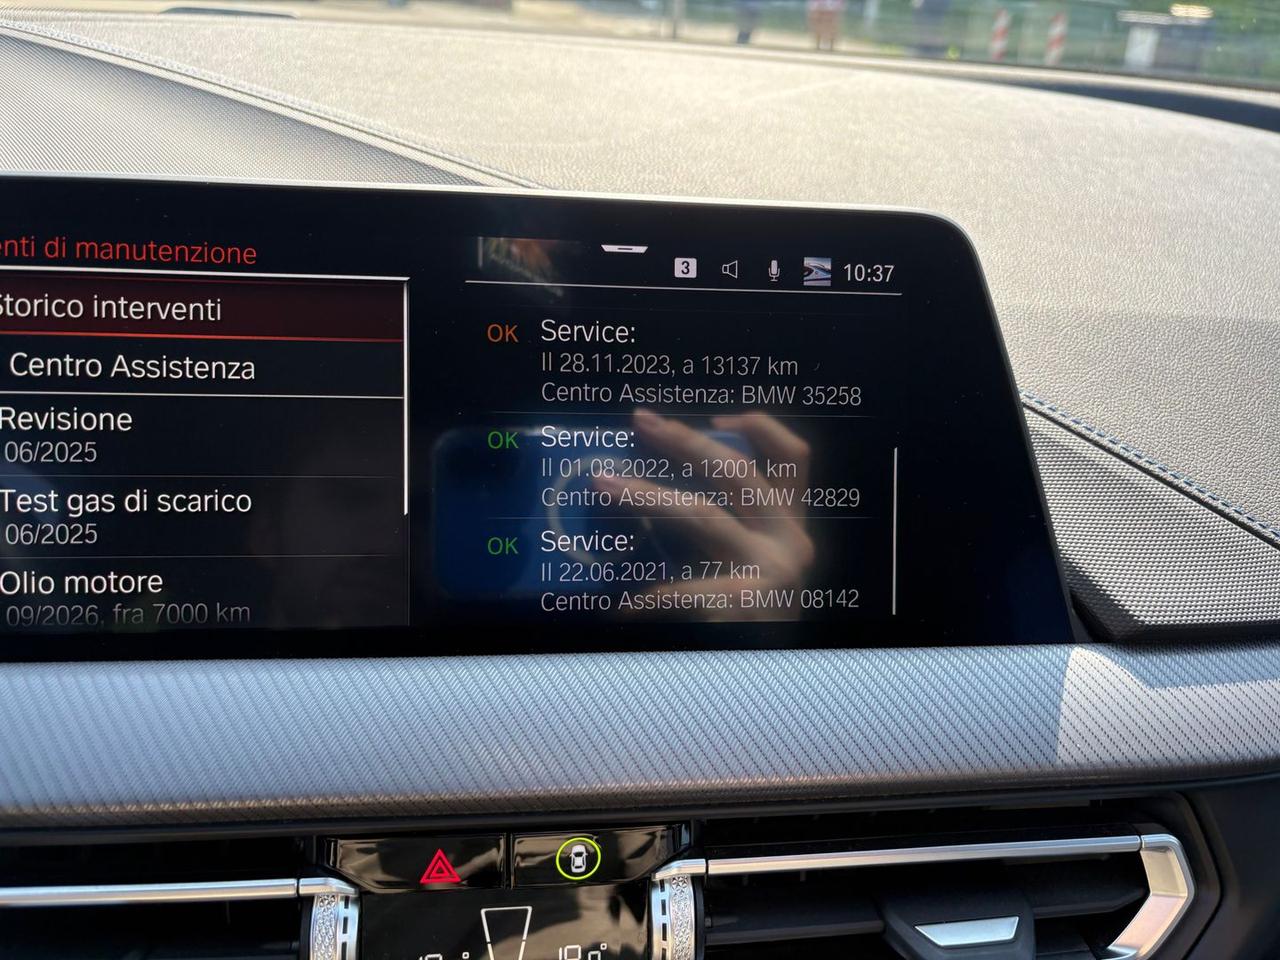 enti di manutenzione
3
10:37
Storico interventi
Centro Assistenza
Revisione
06/2025
Test gas di scarico
06/2025
Olio motore
09/2026, fra 7000 km
OK Service:
Il 28.11.2023, a 13137 km
Centro Assistenza: BMW 35258
OK Service:
Il 01.08.2022, a 12001 km
Centro Assistenza: BMW 42829
OK Service:
Il 22.06.2021, a 77 km
Centro Assistenza: BMW 08142